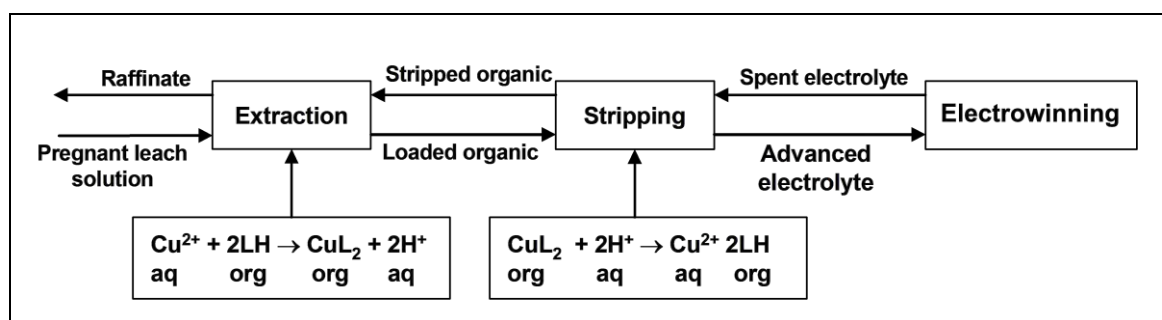 Raffinate
Stripped organic
Spent electrolyte
Extraction
Stripping
Electrowinning
Pregnant leach
solution
Loaded organic
Advanced
electrolyte
Cu²⁺ + 2LH → CuL₂ + 2H⁺
aq org org aq
CuL₂ + 2H⁺ → Cu²⁺ 2LH
org aq aq org